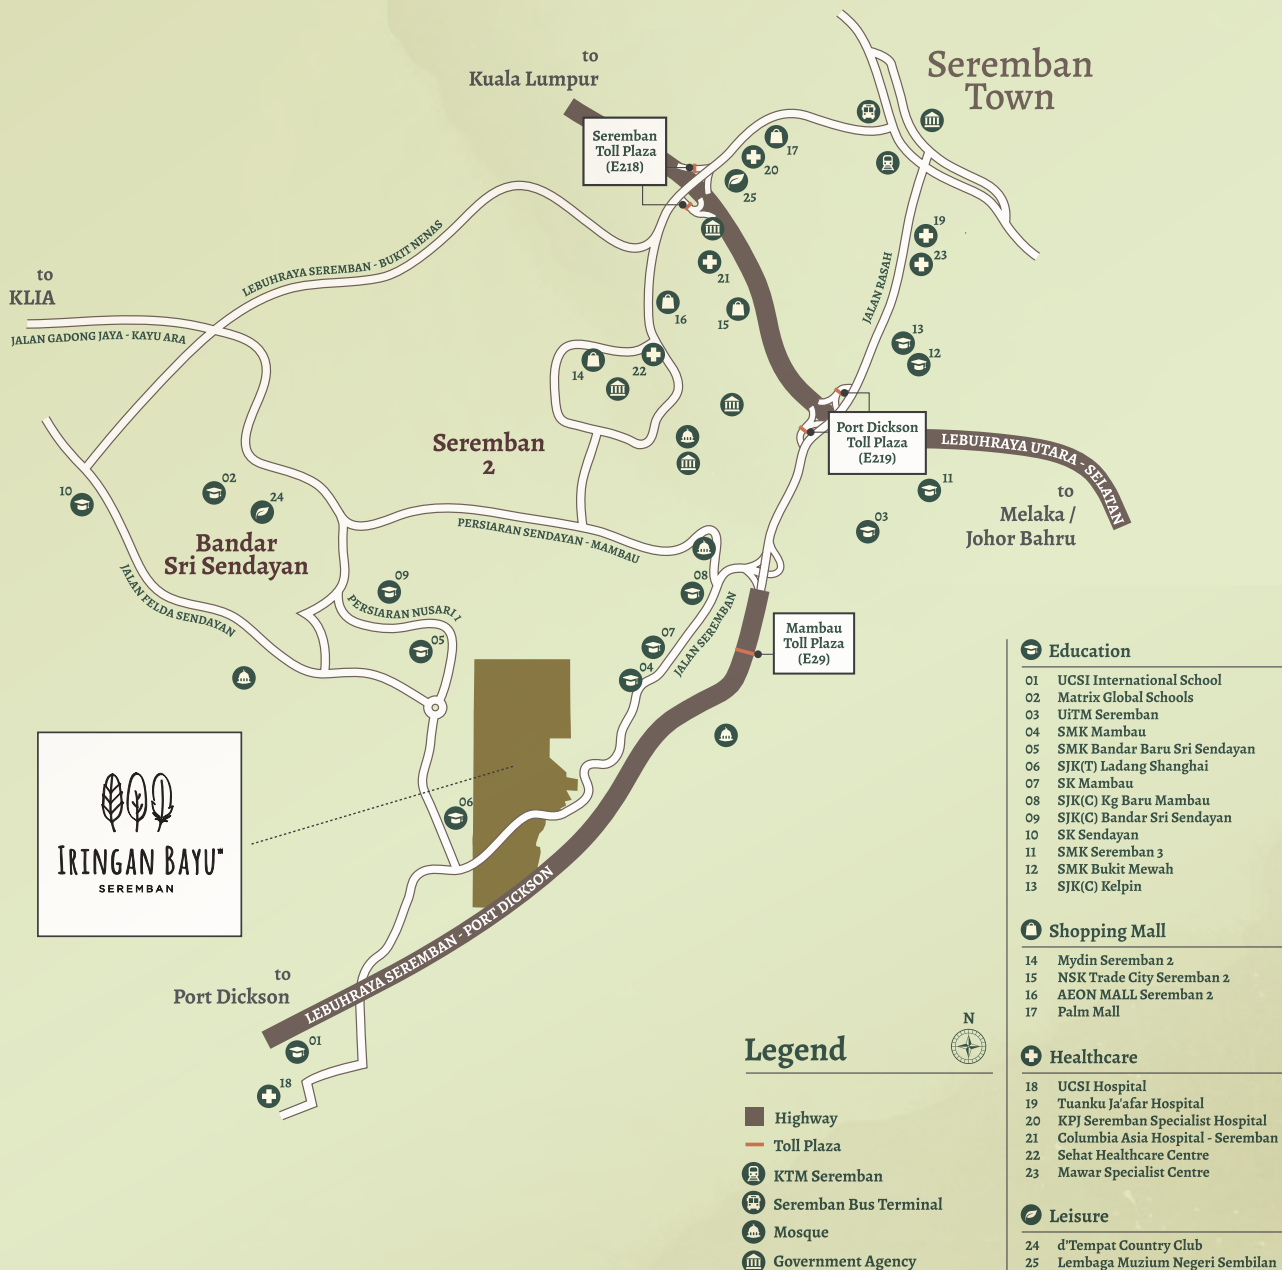 to
Kuala Lumpur
Seremban
Town
Seremban
Toll Plaza
(E218)
17
20
25
19
23
21
16
15
13
12
14
22
11
03
to
KLIA
JALAN GADONG JAYA - KAYU ARA
LEBUHRAYA SEREMBAN - BUKIT NENAS
JALAN RASAH
Port Dickson
Toll Plaza
(E219)
LEBUHRAYA UTARA - SELATAN
to
Melaka /
Johor Bahru
Seremban
2
10
02
24
Bandar
Sri Sendayan
PERSIARAN SENDAYAN - MAMBAU
JALAN FELDA SENDAYAN
09
PERSIARAN NUSARI 1
05
08
07
04
JALAN SEREMBAN
Mambau
Toll Plaza
(E29)
06
IRINGAN BAYU
SEREMBAN
LEBUHRAYA SEREMBAN - PORT DICKSON
to
Port Dickson
01
18
N
Legend
Highway
Toll Plaza
KTM Seremban
Seremban Bus Terminal
Mosque
Government Agency
Education
01 UCSI International School
02 Matrix Global Schools
03 UiTM Seremban
04 SMK Mambau
05 SMK Bandar Baru Sri Sendayan
06 SJK(T) Ladang Shanghai
07 SK Mambau
08 SJK(C) Kg Baru Mambau
09 SJK(C) Bandar Sri Sendayan
10 SK Sendayan
11 SMK Seremban 3
12 SMK Bukit Mewah
13 SJK(C) Kelpin
Shopping Mall
14 Mydin Seremban 2
15 NSK Trade City Seremban 2
16 AEON MALL Seremban 2
17 Palm Mall
Healthcare
18 UCSI Hospital
19 Tuanku Ja'afar Hospital
20 KPJ Seremban Specialist Hospital
21 Columbia Asia Hospital - Seremban
22 Sehat Healthcare Centre
23 Mawar Specialist Centre
Leisure
24 d'Tempat Country Club
25 Lembaga Muzium Negeri Sembilan